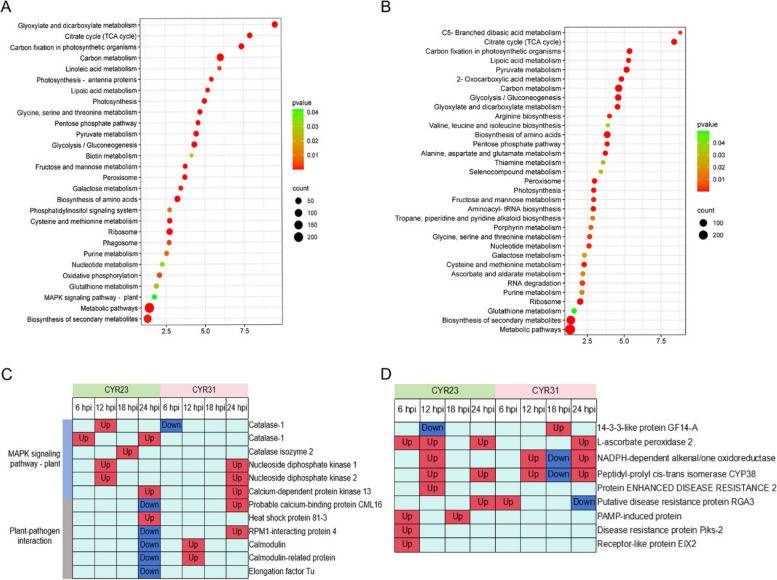 A
Glyoxylate and dicarboxylate metabolism
Citrate cycle (TCA cycle)
Carbon fixation in photosynthetic organisms
Carbon metabolism
Linoleic acid metabolism
Photosynthesis - antenna proteins
Lipoic acid metabolism
Photosynthesis
Glycine, serine and threonine metabolism
Pentose phosphate pathway
Pyruvate metabolism
Glycolysis / Gluconeogenesis
Biotin metabolism
Fructose and mannose metabolism
Peroxisome
Galactose metabolism
Biosynthesis of amino acids
Phosphatidylinositol signaling system
Cysteine and methionine metabolism
Ribosome
Phagosome
Purine metabolism
Nucleotide metabolism
Oxidative phosphorylation
Glutathione metabolism
MAPK signaling pathway - plant
Metabolic pathways
Biosynthesis of secondary metabolites
2.5 5.0 7.5
pvalue
0.04
0.03
0.02
0.01
count
50
100
150
200
B
C5- Branched dibasic acid metabolism
Citrate cycle (TCA cycle)
Carbon fixation in photosynthetic organisms
Lipoic acid metabolism
Pyruvate metabolism
2- Oxocarboxylic acid metabolism
Carbon metabolism
Glycolysis / Gluconeogenesis
Glyoxylate and dicarboxylate metabolism
Arginine biosynthesis
Valine, leucine and isoleucine biosynthesis
Biosynthesis of amino acids
Pentose phosphate pathway
Alanine, aspartate and glutamate metabolism
Thiamine metabolism
Selenocompound metabolism
Peroxisome
Photosynthesis
Fructose and mannose metabolism
Aminoacyl- tRNA biosynthesis
Tropane, piperidine and pyridine alkaloid biosynthesis
Porphyrin metabolism
Glycine, serine and threonine metabolism
Nucleotide metabolism
Galactose metabolism
Cysteine and methionine metabolism
Ascorbate and aldarate metabolism
RNA degradation
Purine metabolism
Ribosome
Glutathione metabolism
Biosynthesis of secondary metabolites
Metabolic pathways
2.5 5.0 7.5
pvalue
0.04
0.03
0.02
0.01
count
100
200
C
CYR23 CYR31
6 hpi 12 hpi 18 hpi 24 hpi 6 hpi 12 hpi 18 hpi 24 hpi
MAPK signaling
pathway - plant
Up Down Catalase-1
Up Up Catalase-1
Up Catalase isozyme 2
Up Up Nucleoside diphosphate kinase 1
Up Up Nucleoside diphosphate kinase 2
Up Up Calcium-dependent protein kinase 13
Plant-pathogen
interaction
Down Up Probable calcium-binding protein CML16
Up Heat shock protein 81-3
Down Up RPM1-interacting protein 4
Down Up Calmodulin
Down Up Calmodulin-related protein
Down Elongation factor Tu
D
CYR23 CYR31
6 hpi 12 hpi 18 hpi 24 hpi 6 hpi 12 hpi 18 hpi 24 hpi
Down Up 14-3-3-like protein GF14-A
Up Up Up Up L-ascorbate peroxidase 2
Up Up Down Up NADPH-dependent alkenal/one oxidoreductase
Up Up Up Up Down Up Peptidyl-prolyl cis-trans isomerase CYP38
Up Protein ENHANCED DISEASE RESISTANCE 2
Up Up Down Putative disease resistance protein RGA3
Up Up PAMP-induced protein
Up Disease resistance protein Piks-2
Up Receptor-like protein EIX2